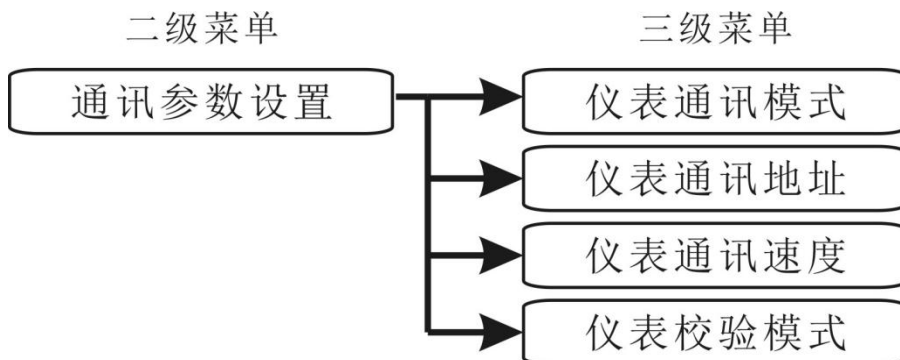 二级菜单
三级菜单
通讯参数设置
仪表通讯模式
仪表通讯地址
仪表通讯速度
仪表校验模式